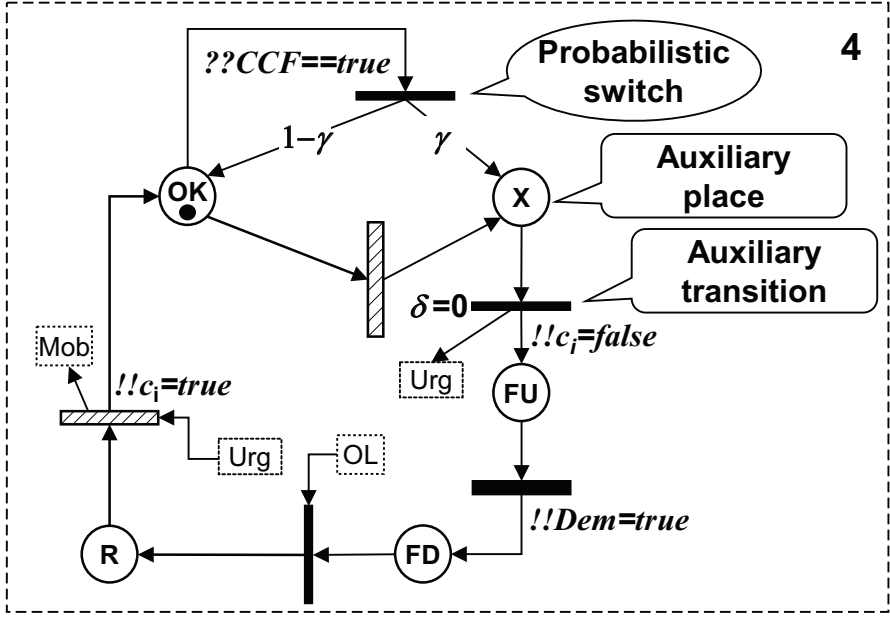 4
??CCF==true
Probabilistic
switch
1−γ
γ
OK
X
Auxiliary
place
Auxiliary
transition
δ=0
!!cᵢ=false
Mob
!!cᵢ=true
Urg
FU
Urg
OL
!!Dem=true
R
FD